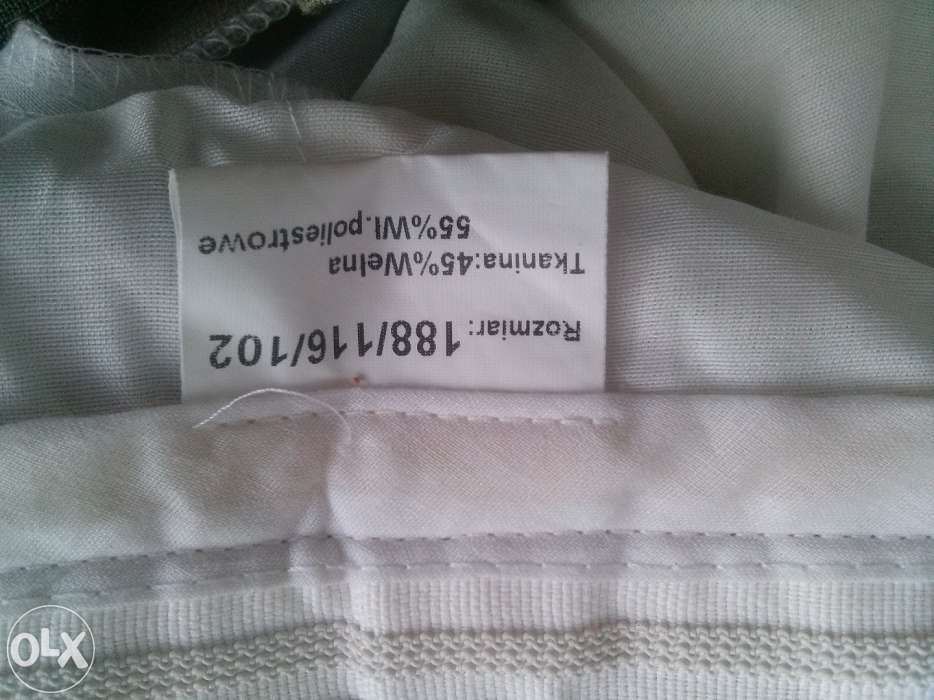 Rozmiar: 188/116/102
Tkanina:45%Wełna
55%Wł.poliestrowe
OLX